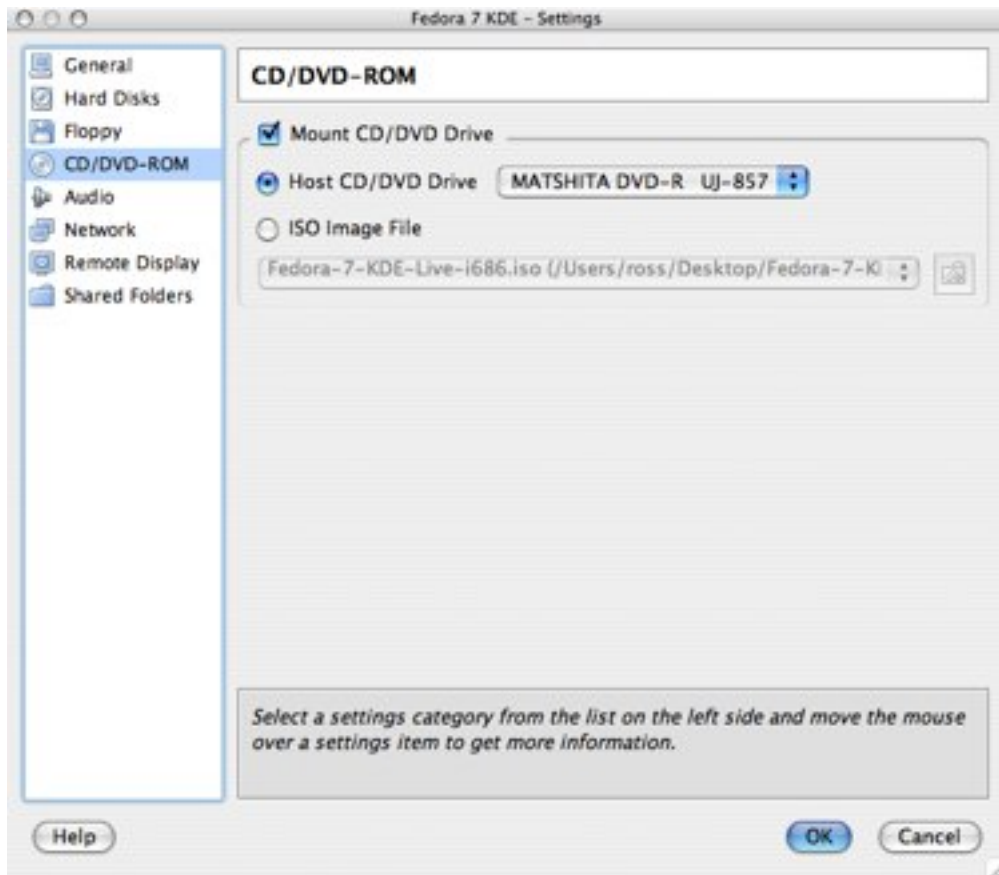 Fedora 7 KDE - Settings
General
Hard Disks
Floppy
CD/DVD-ROM
Audio
Network
Remote Display
Shared Folders
CD/DVD-ROM
Mount CD/DVD Drive
Host CD/DVD Drive
MATSHITA DVD-R UJ-857
ISO Image File
Fedora-7-KDE-Live-i686.iso (/Users/ross/Desktop/Fedora-7-K
Select a settings category from the list on the left side and move the mouse
over a settings item to get more information.
Help
OK
Cancel